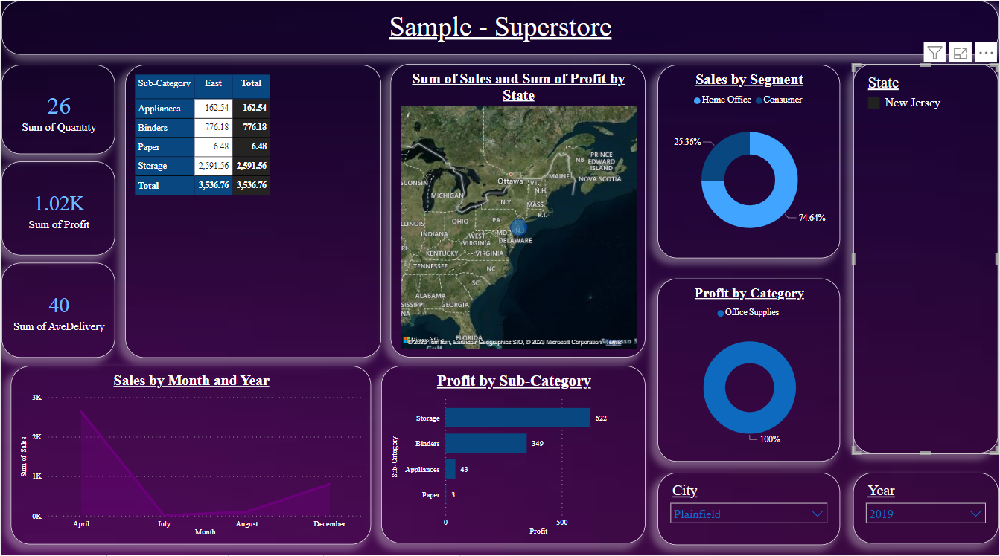 Sample - Superstore
26
Sum of Quantity
1.02K
Sum of Profit
40
Sum of AveDelivery
Sub-Category East Total
Appliances 162.54 162.54
Binders 776.18 776.18
Paper 6.48 6.48
Storage 2,591.56 2,591.56
Total 3,536.76 3,536.76
Sum of Sales and Sum of Profit by
State
PRINCE
EDWARD
ISLAND
NB
NOVA SCOTIA
MAINE
Ottawa
VT.
N.H.
SCONSIN
MICHIGAN
N.Y.
MASS.
R.I.
LLINOIS
OHIO
PA
N.J.
INDIANA
WEST
VIRGINIA
MD
DELAWARE
RI
KENTUCKY
VIRGINIA
TENNESSEE
NC
SC
ALABAMA
SISSIPPI
GEORGIA
NA
FLORIDA
© 2023 TomTom, Earthstar Geographics SIO, © 2023 Microsoft Corporation Terms
Gulf
Sales by Segment
Home Office Consumer
25.36%
74.64%
Profit by Category
Office Supplies
100%
State
New Jersey
Sales by Month and Year
3K
2K
1K
0K
Sum of Sales
April July August December
Month
Profit by Sub-Category
Sub-Category
Storage 622
Binders 349
Appliances 43
Paper 3
0 500
Profit
City
Plainfield
Year
2019